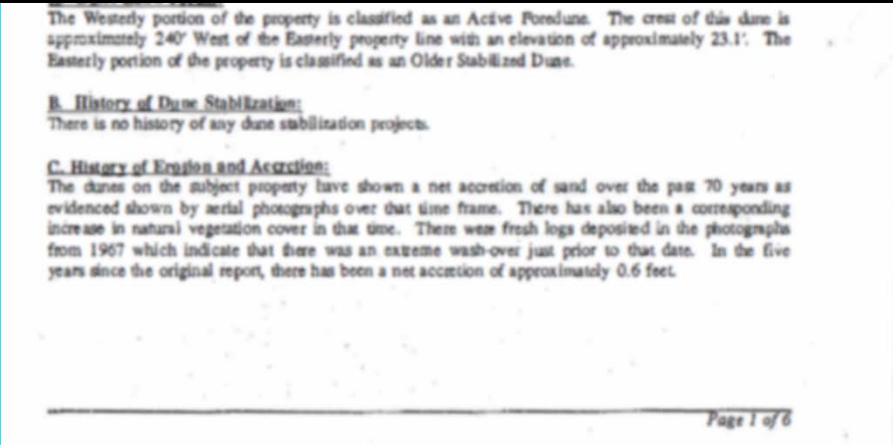 The Westerly portion of the property is classified as an Active Foredune. The crest of this dune is
approximately 240' West of the Easterly property line with an elevation of approximately 23.1'. The
Easterly portion of the property is classified as an Older Stabilized Dune.
B. History of Dune Stabilization:
There is no history of any dune stabilization projects.
C. History of Erosion and Accretion:
The dunes on the subject property have shown a net accretion of sand over the past 70 years as
evidenced shown by aerial photographs over that time frame. There has also been a corresponding
increase in natural vegetation cover in that time. There were fresh logs deposited in the photographs
from 1967 which indicate that there was an extreme wash-over just prior to that date. In the five
years since the original report, there has been a net accretion of approximately 0.6 feet.
Page 1 of 6